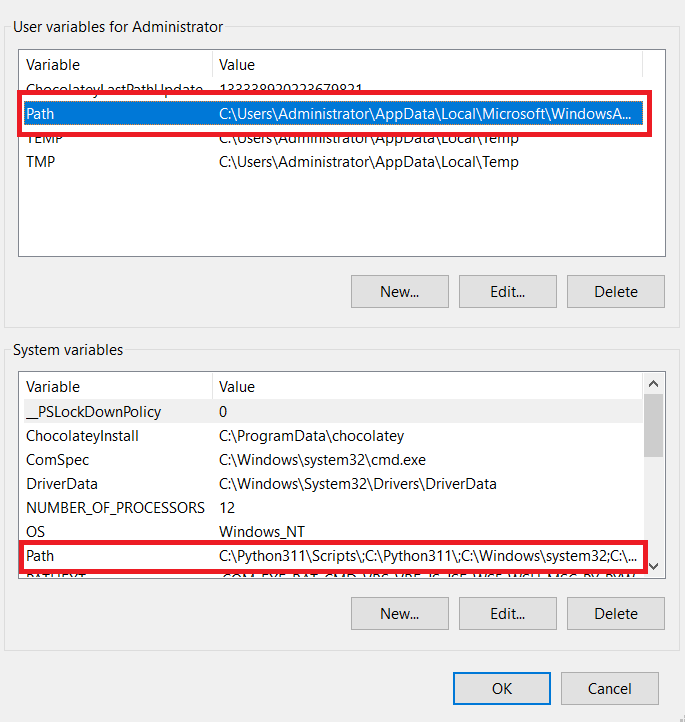 User variables for Administrator
Variable Value
ChocolateyLastPathUpdate 133338920223679821
Path C:\Users\Administrator\AppData\Local\Microsoft\WindowsA...
TEMP C:\Users\Administrator\AppData\Local\Temp
TMP C:\Users\Administrator\AppData\Local\Temp
New... Edit... Delete
System variables
Variable Value
__PSLockDownPolicy 0
ChocolateyInstall C:\ProgramData\chocolatey
ComSpec C:\Windows\system32\cmd.exe
DriverData C:\Windows\System32\Drivers\DriverData
NUMBER_OF_PROCESSORS 12
OS Windows_NT
Path C:\Python311\Scripts\;C:\Python311\;C:\Windows\system32;C:\...
PATHEXT .COM;.EXE;.BAT;.CMD;.VBS;.VBE;.JS;.JSE;.WSF;.WSH;.MSC;.PY;.PYW
New... Edit... Delete
OK Cancel